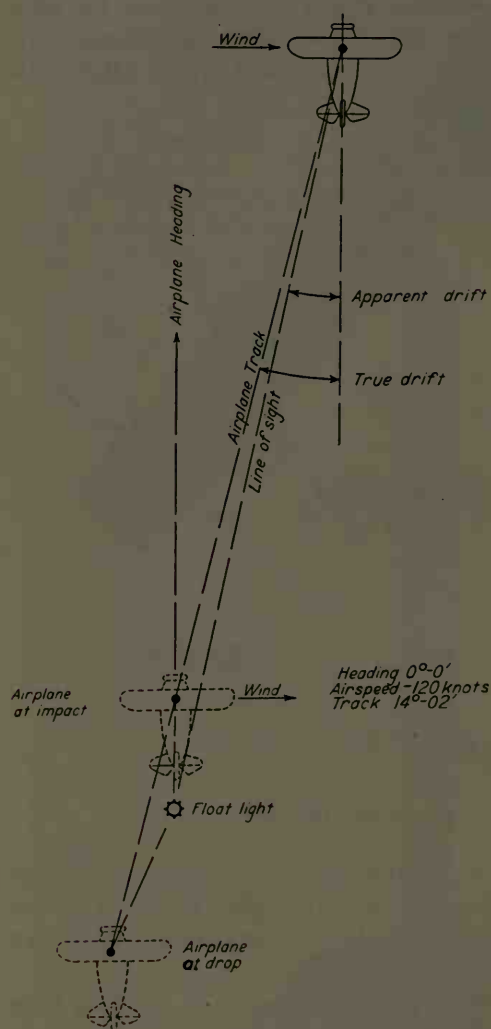 Wind
Airplane Heading
Apparent drift
True drift
Airplane Track
Line of sight
Airplane
at impact
Wind
Heading 0°-0'
Airspeed-120 knots
Track 14°-02'
Float light
Airplane
at drop